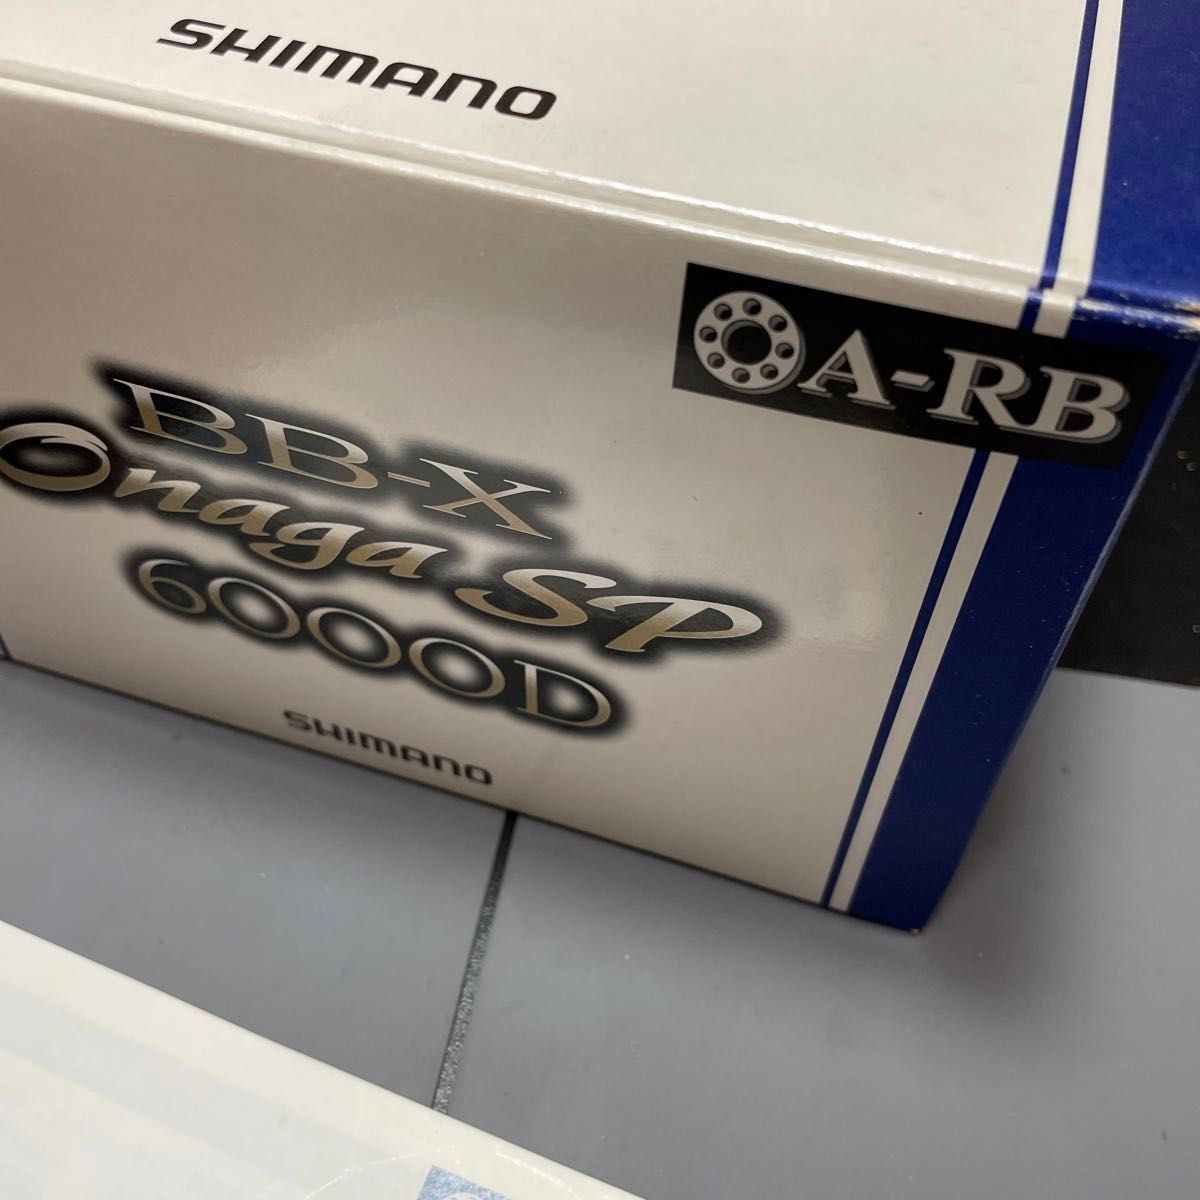 SHIMANO
A-RB
BB-X
Onaga SP
6000D
SHIMANO